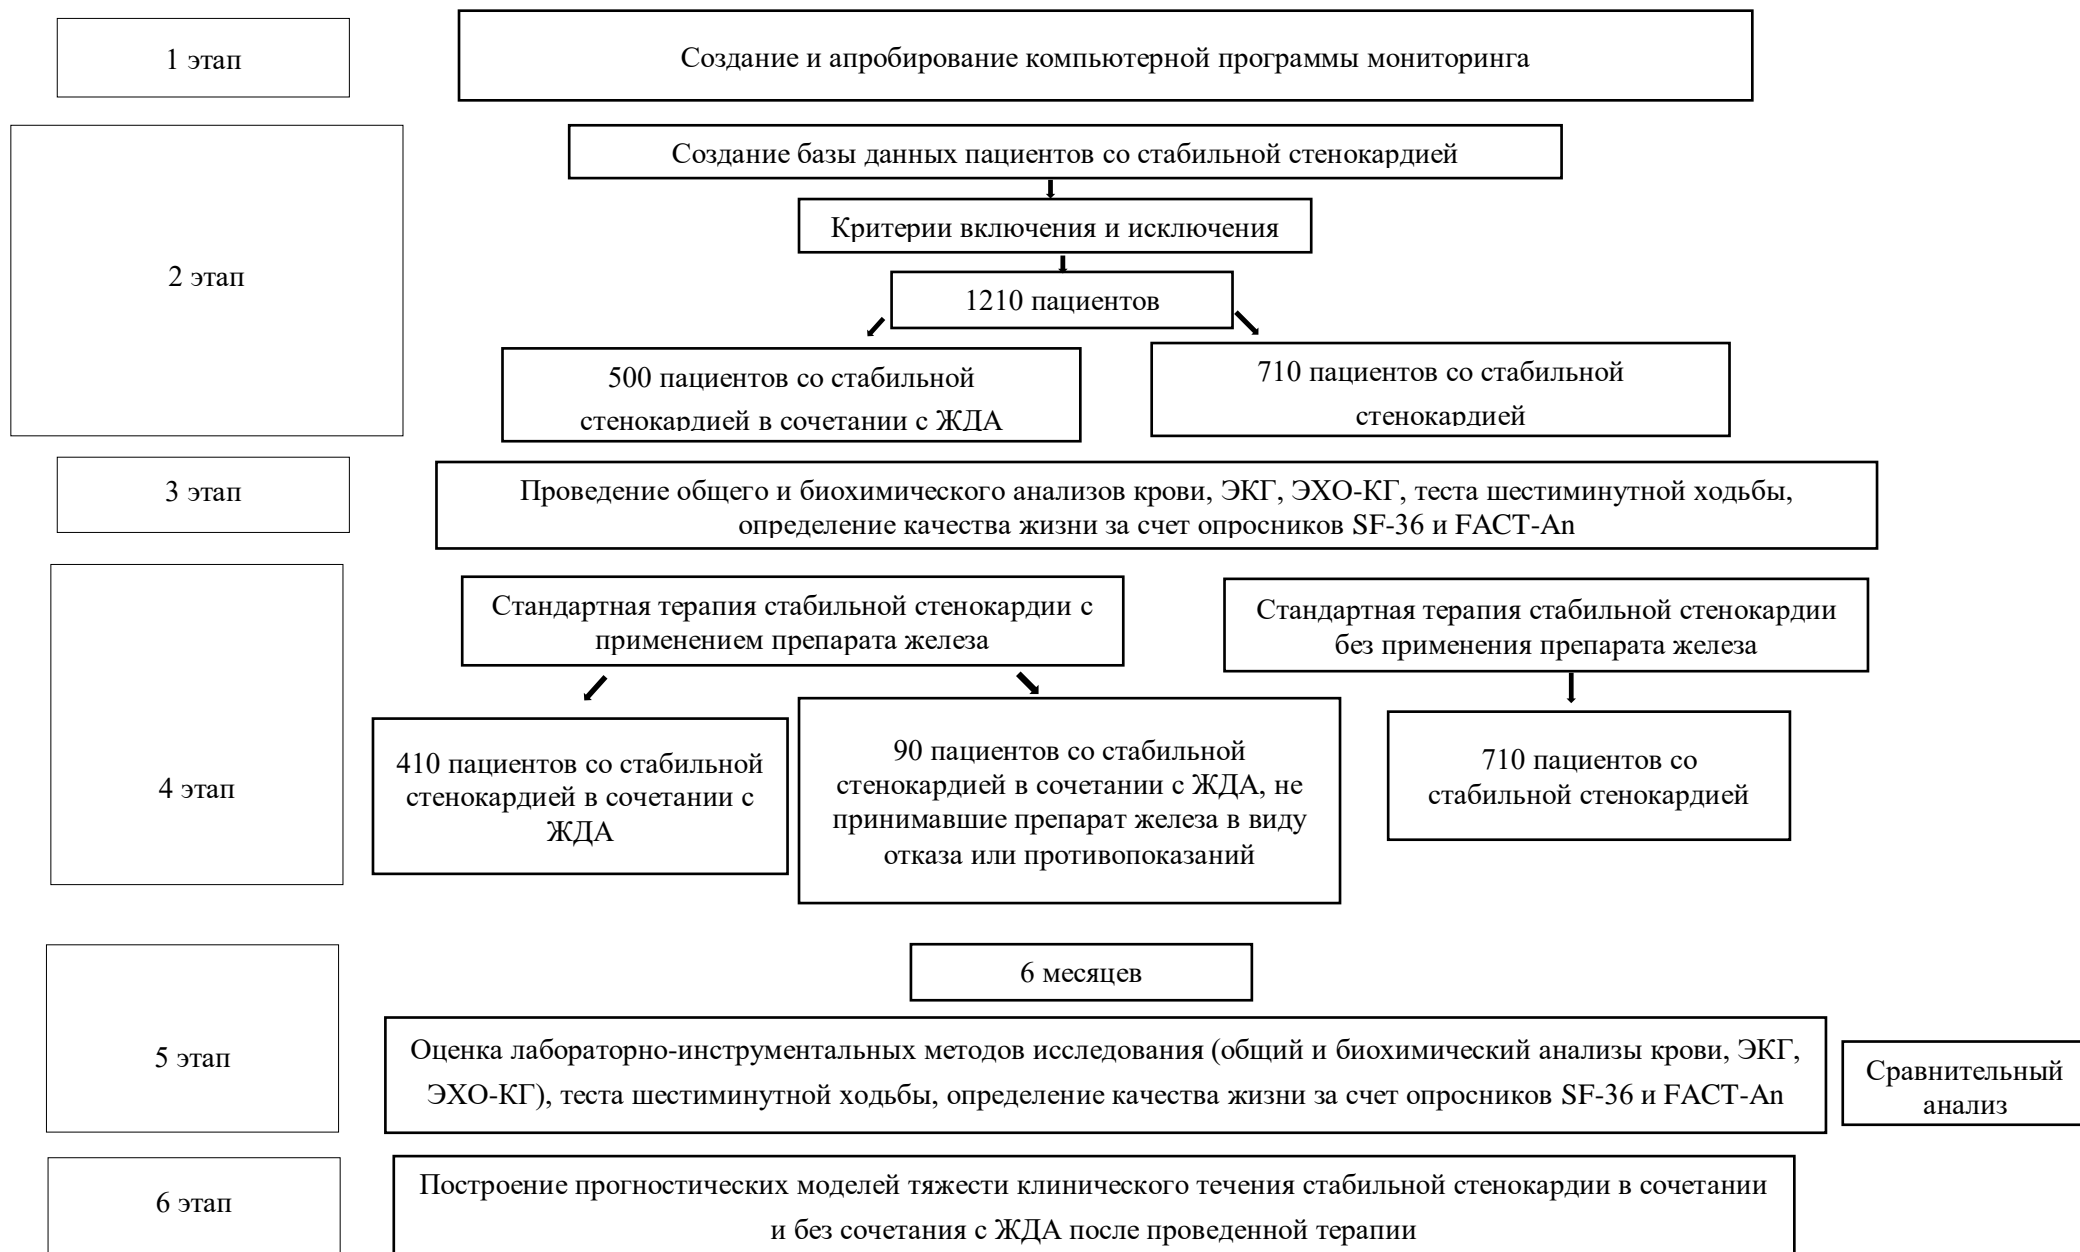 1 этап
Создание и апробирование компьютерной программы мониторинга
2 этап
Создание базы данных пациентов со стабильной стенокардией
Критерии включения и исключения
1210 пациентов
500 пациентов со стабильной
стенокардией в сочетании с ЖДА
710 пациентов со стабильной
стенокардией
3 этап
Проведение общего и биохимического анализов крови, ЭКГ, ЭХО-КГ, теста шестиминутной ходьбы,
определение качества жизни за счет опросников SF-36 и FACT-An
4 этап
Стандартная терапия стабильной стенокардии с
применением препарата железа
Стандартная терапия стабильной стенокардии
без применения препарата железа
410 пациентов со стабильной
стенокардией в сочетании с
ЖДА
90 пациентов со стабильной
стенокардией в сочетании с ЖДА, не
принимавшие препарат железа в виду
отказа или противопоказаний
710 пациентов со
стабильной стенокардией
5 этап
6 месяцев
Оценка лабораторно-инструментальных методов исследования (общий и биохимический анализы крови, ЭКГ,
ЭХО-КГ), теста шестиминутной ходьбы, определение качества жизни за счет опросников SF-36 и FACT-An
Сравнительный
анализ
6 этап
Построение прогностических моделей тяжести клинического течения стабильной стенокардии в сочетании
и без сочетания с ЖДА после проведенной терапии